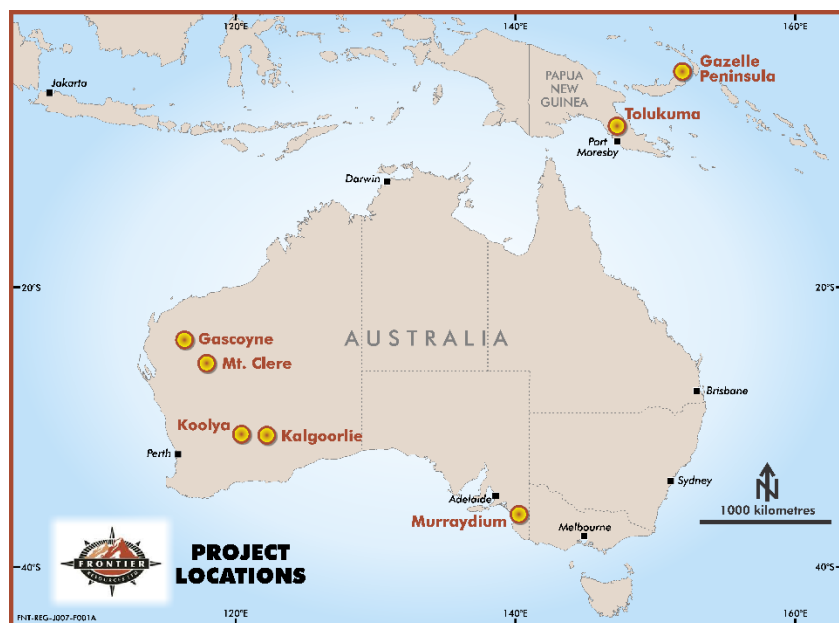 120°E
140°E
160°E
Jakarta
PAPUA
NEW
GUINEA
Gazelle
Peninsula
Tolukuma
Port
Moresby
Darwin
20°S
20°S
Gascoyne
AUSTRALIA
Mt. Clere
Brisbane
Koolya
Kalgoorlie
Perth
Sydney
N
Adelaide
1000 kilometres
Murraydium
Melbourne
FRONTIER
RESOURCES LTD
PROJECT
LOCATIONS
40°S
40°S
FNT-REG-J007-F001A
120°E
140°E
160°E